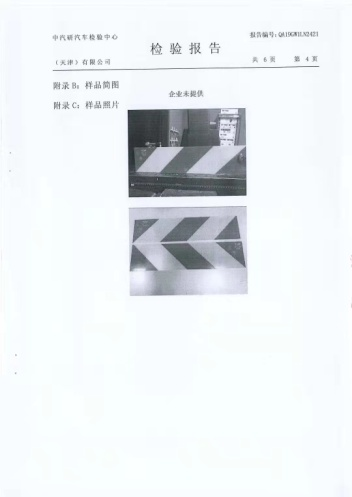 中汽研汽车检验中心
（天津）有限公司
检验报告
报告编号：QA19GW1LN2421
共 6 页 第 4 页
附录 B：样品简图
企业未提供
附录 C：样品照片